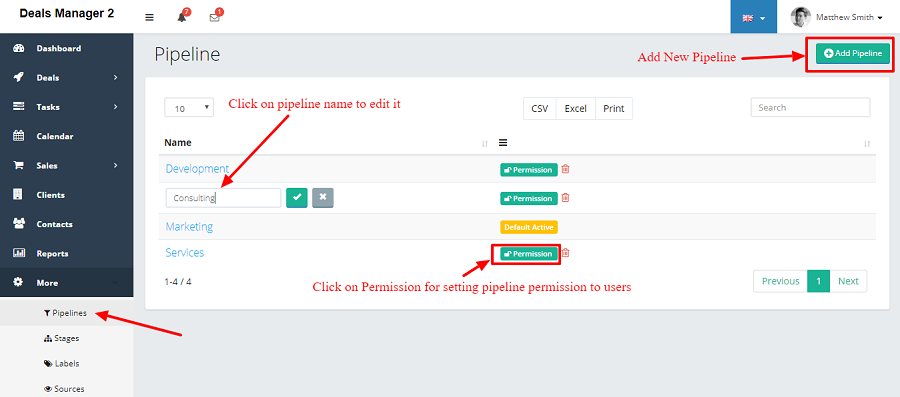 Deals Manager 2
7
1
Matthew Smith
Dashboard
Deals
Tasks
Calendar
Sales
Clients
Contacts
Reports
More
Pipelines
Stages
Labels
Sources
Pipeline
Add New Pipeline
Add Pipeline
10
Click on pipeline name to edit it
CSV Excel Print
Search
Name
Development
Permission
Consulting
Permission
Marketing
Default Active
Services
Permission
1-4 / 4
Click on Permission for setting pipeline permission to users
Previous 1 Next